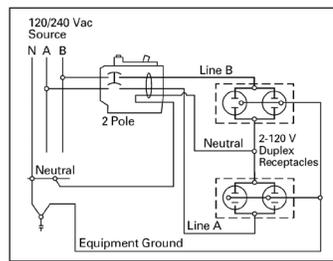 120/240 Vac
Source
N A B
Line B
2 Pole
Neutral
2-120 V
Duplex
Receptacles
Neutral
Line A
Equipment Ground